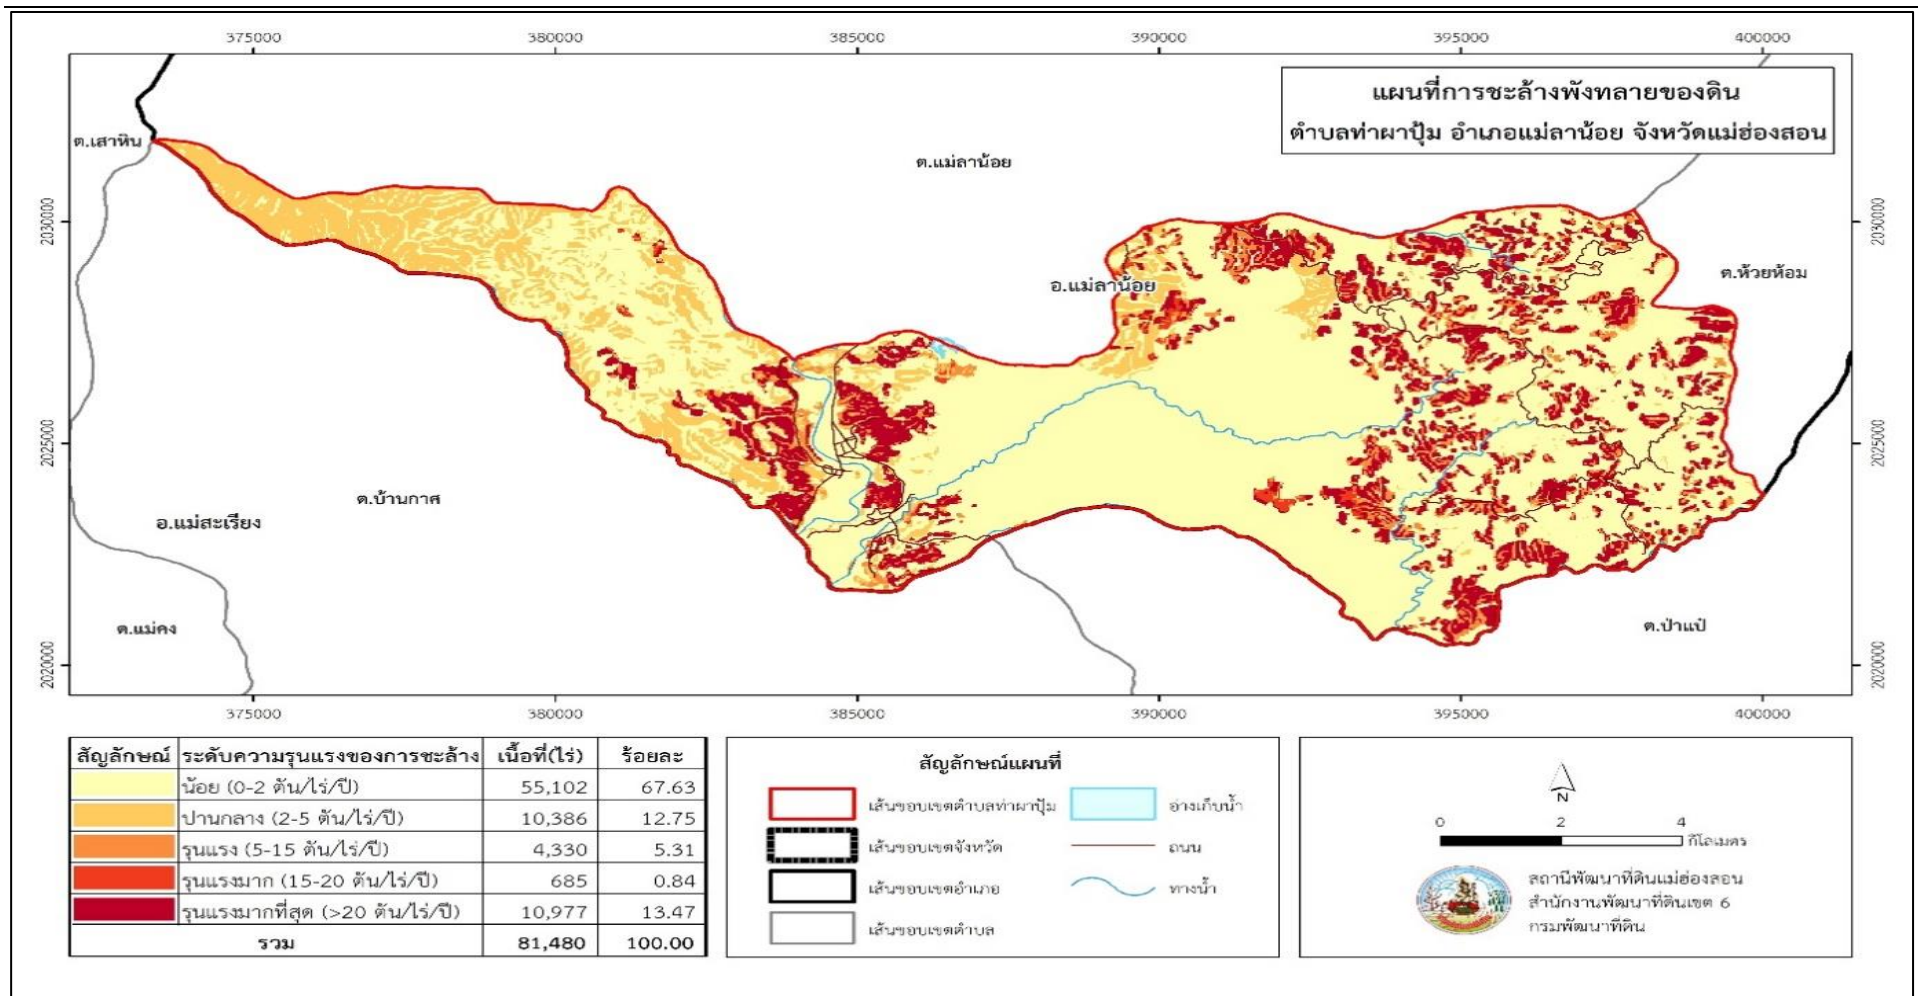 375000 380000 385000 390000 395000 400000
แผนที่การชะล้างพังทลายของดิน
ตำบลท่าผาปุ้ม อำเภอแม่ลาน้อย จังหวัดแม่ฮ่องสอน
ต.เสาหิน
ต.แม่ลาน้อย
2030000 2030000
อ.แม่ลาน้อย
ต.ห้วยห้อม
2025000 2025000
ต.บ้านกาศ
อ.แม่สะเรียง
ต.แม่คง
ต.ป่าแป๋
2020000 2020000
375000 380000 385000 390000 395000 400000
สัญลักษณ์ ระดับความรุนแรงของการชะล้าง เนื้อที่(ไร่) ร้อยละ
น้อย (0-2 ตัน/ไร่/ปี) 55,102 67.63
ปานกลาง (2-5 ตัน/ไร่/ปี) 10,386 12.75
รุนแรง (5-15 ตัน/ไร่/ปี) 4,330 5.31
รุนแรงมาก (15-20 ตัน/ไร่/ปี) 685 0.84
รุนแรงมากที่สุด (>20 ตัน/ไร่/ปี) 10,977 13.47
รวม 81,480 100.00
สัญลักษณ์แผนที่
เส้นขอบเขตตำบลท่าผาปุ้ม อ่างเก็บน้ำ
เส้นขอบเขตจังหวัด ถนน
เส้นขอบเขตอำเภอ ทางน้ำ
เส้นขอบเขตตำบล
N
0 2 4
กิโลเมตร
สถานีพัฒนาที่ดินแม่ฮ่องสอน
สำนักงานพัฒนาที่ดินเขต 6
กรมพัฒนาที่ดิน